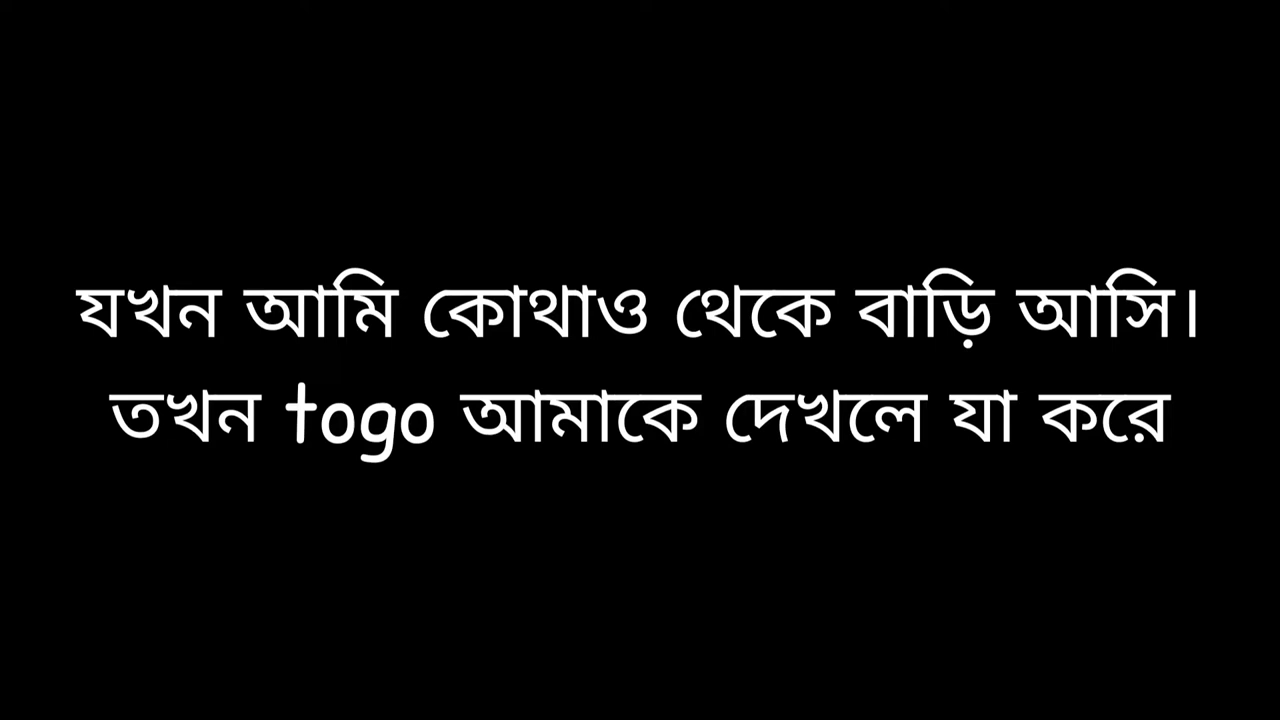 যখন আমি কোথাও থেকে বাড়ি আসি।
তখন togo আমাকে দেখলে যা করে